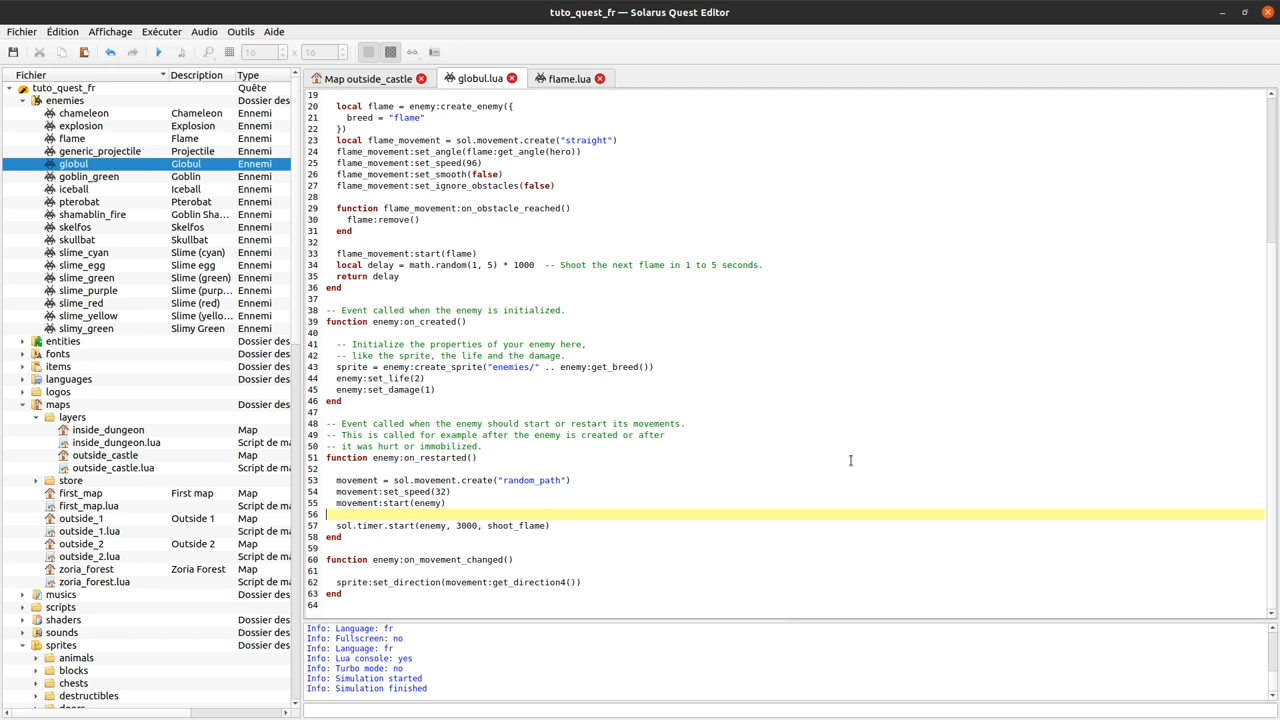 tuto_quest_fr — Solarus Quest Editor
Fichier Édition Affichage Exécuter Audio Outils Aide
16 x 16
Fichier Description Type
tuto_quest_fr Quête
enemies Dossier des
chameleon Chameleon Ennemi
explosion Explosion Ennemi
flame Flame Ennemi
generic_projectile Projectile Ennemi
globul Globul Ennemi
goblin_green Goblin Ennemi
iceball Iceball Ennemi
pterobat Pterobat Ennemi
shamablin_fire Goblin Sha... Ennemi
skelfos Skelfos Ennemi
skullbat Skullbat Ennemi
slime_cyan Slime (cyan) Ennemi
slime_egg Slime egg Ennemi
slime_green Slime (green) Ennemi
slime_purple Slime (purp... Ennemi
slime_red Slime (red) Ennemi
slime_yellow Slime (yello... Ennemi
slimy_green Slimy Green Ennemi
entities Dossier des
fonts Dossier des
items Dossier des
languages Dossier des
logos Dossier des
maps Dossier des
layers Dossier des
inside_dungeon Map
inside_dungeon.lua Script de ma
outside_castle Map
outside_castle.lua Script de ma
store Dossier des
first_map First map Map
first_map.lua Script de ma
outside_1 Outside 1 Map
outside_1.lua Script de ma
outside_2 Outside 2 Map
outside_2.lua Script de ma
zoria_forest Zoria Forest Map
zoria_forest.lua Script de ma
musics Dossier des
scripts Dossier des
shaders Dossier des
sounds Dossier des
sprites Dossier des
animals Dossier des
blocks Dossier des
chests Dossier des
destructibles Dossier des
Map outside_castle globul.lua flame.lua
19
20 local flame = enemy:create_enemy({
21 breed = "flame"
22 })
23 local flame_movement = sol.movement.create("straight")
24 flame_movement:set_angle(flame:get_angle(hero))
25 flame_movement:set_speed(96)
26 flame_movement:set_smooth(false)
27 flame_movement:set_ignore_obstacles(false)
28
29 function flame_movement:on_obstacle_reached()
30 flame:remove()
31 end
32
33 flame_movement:start(flame)
34 local delay = math.random(1, 5) * 1000 -- Shoot the next flame in 1 to 5 seconds.
35 return delay
36 end
37
38 -- Event called when the enemy is initialized.
39 function enemy:on_created()
40
41 -- Initialize the properties of your enemy here,
42 -- like the sprite, the life and the damage.
43 sprite = enemy:create_sprite("enemies/" .. enemy:get_breed())
44 enemy:set_life(2)
45 enemy:set_damage(1)
46 end
47
48 -- Event called when the enemy should start or restart its movements.
49 -- This is called for example after the enemy is created or after
50 -- it was hurt or immobilized.
51 function enemy:on_restarted()
52
53 movement = sol.movement.create("random_path")
54 movement:set_speed(32)
55 movement:start(enemy)
56
57 sol.timer.start(enemy, 3000, shoot_flame)
58 end
59
60 function enemy:on_movement_changed()
61
62 sprite:set_direction(movement:get_direction4())
63 end
64
Info: Language: fr
Info: Fullscreen: no
Info: Language: fr
Info: Lua console: yes
Info: Turbo mode: no
Info: Simulation started
Info: Simulation finished